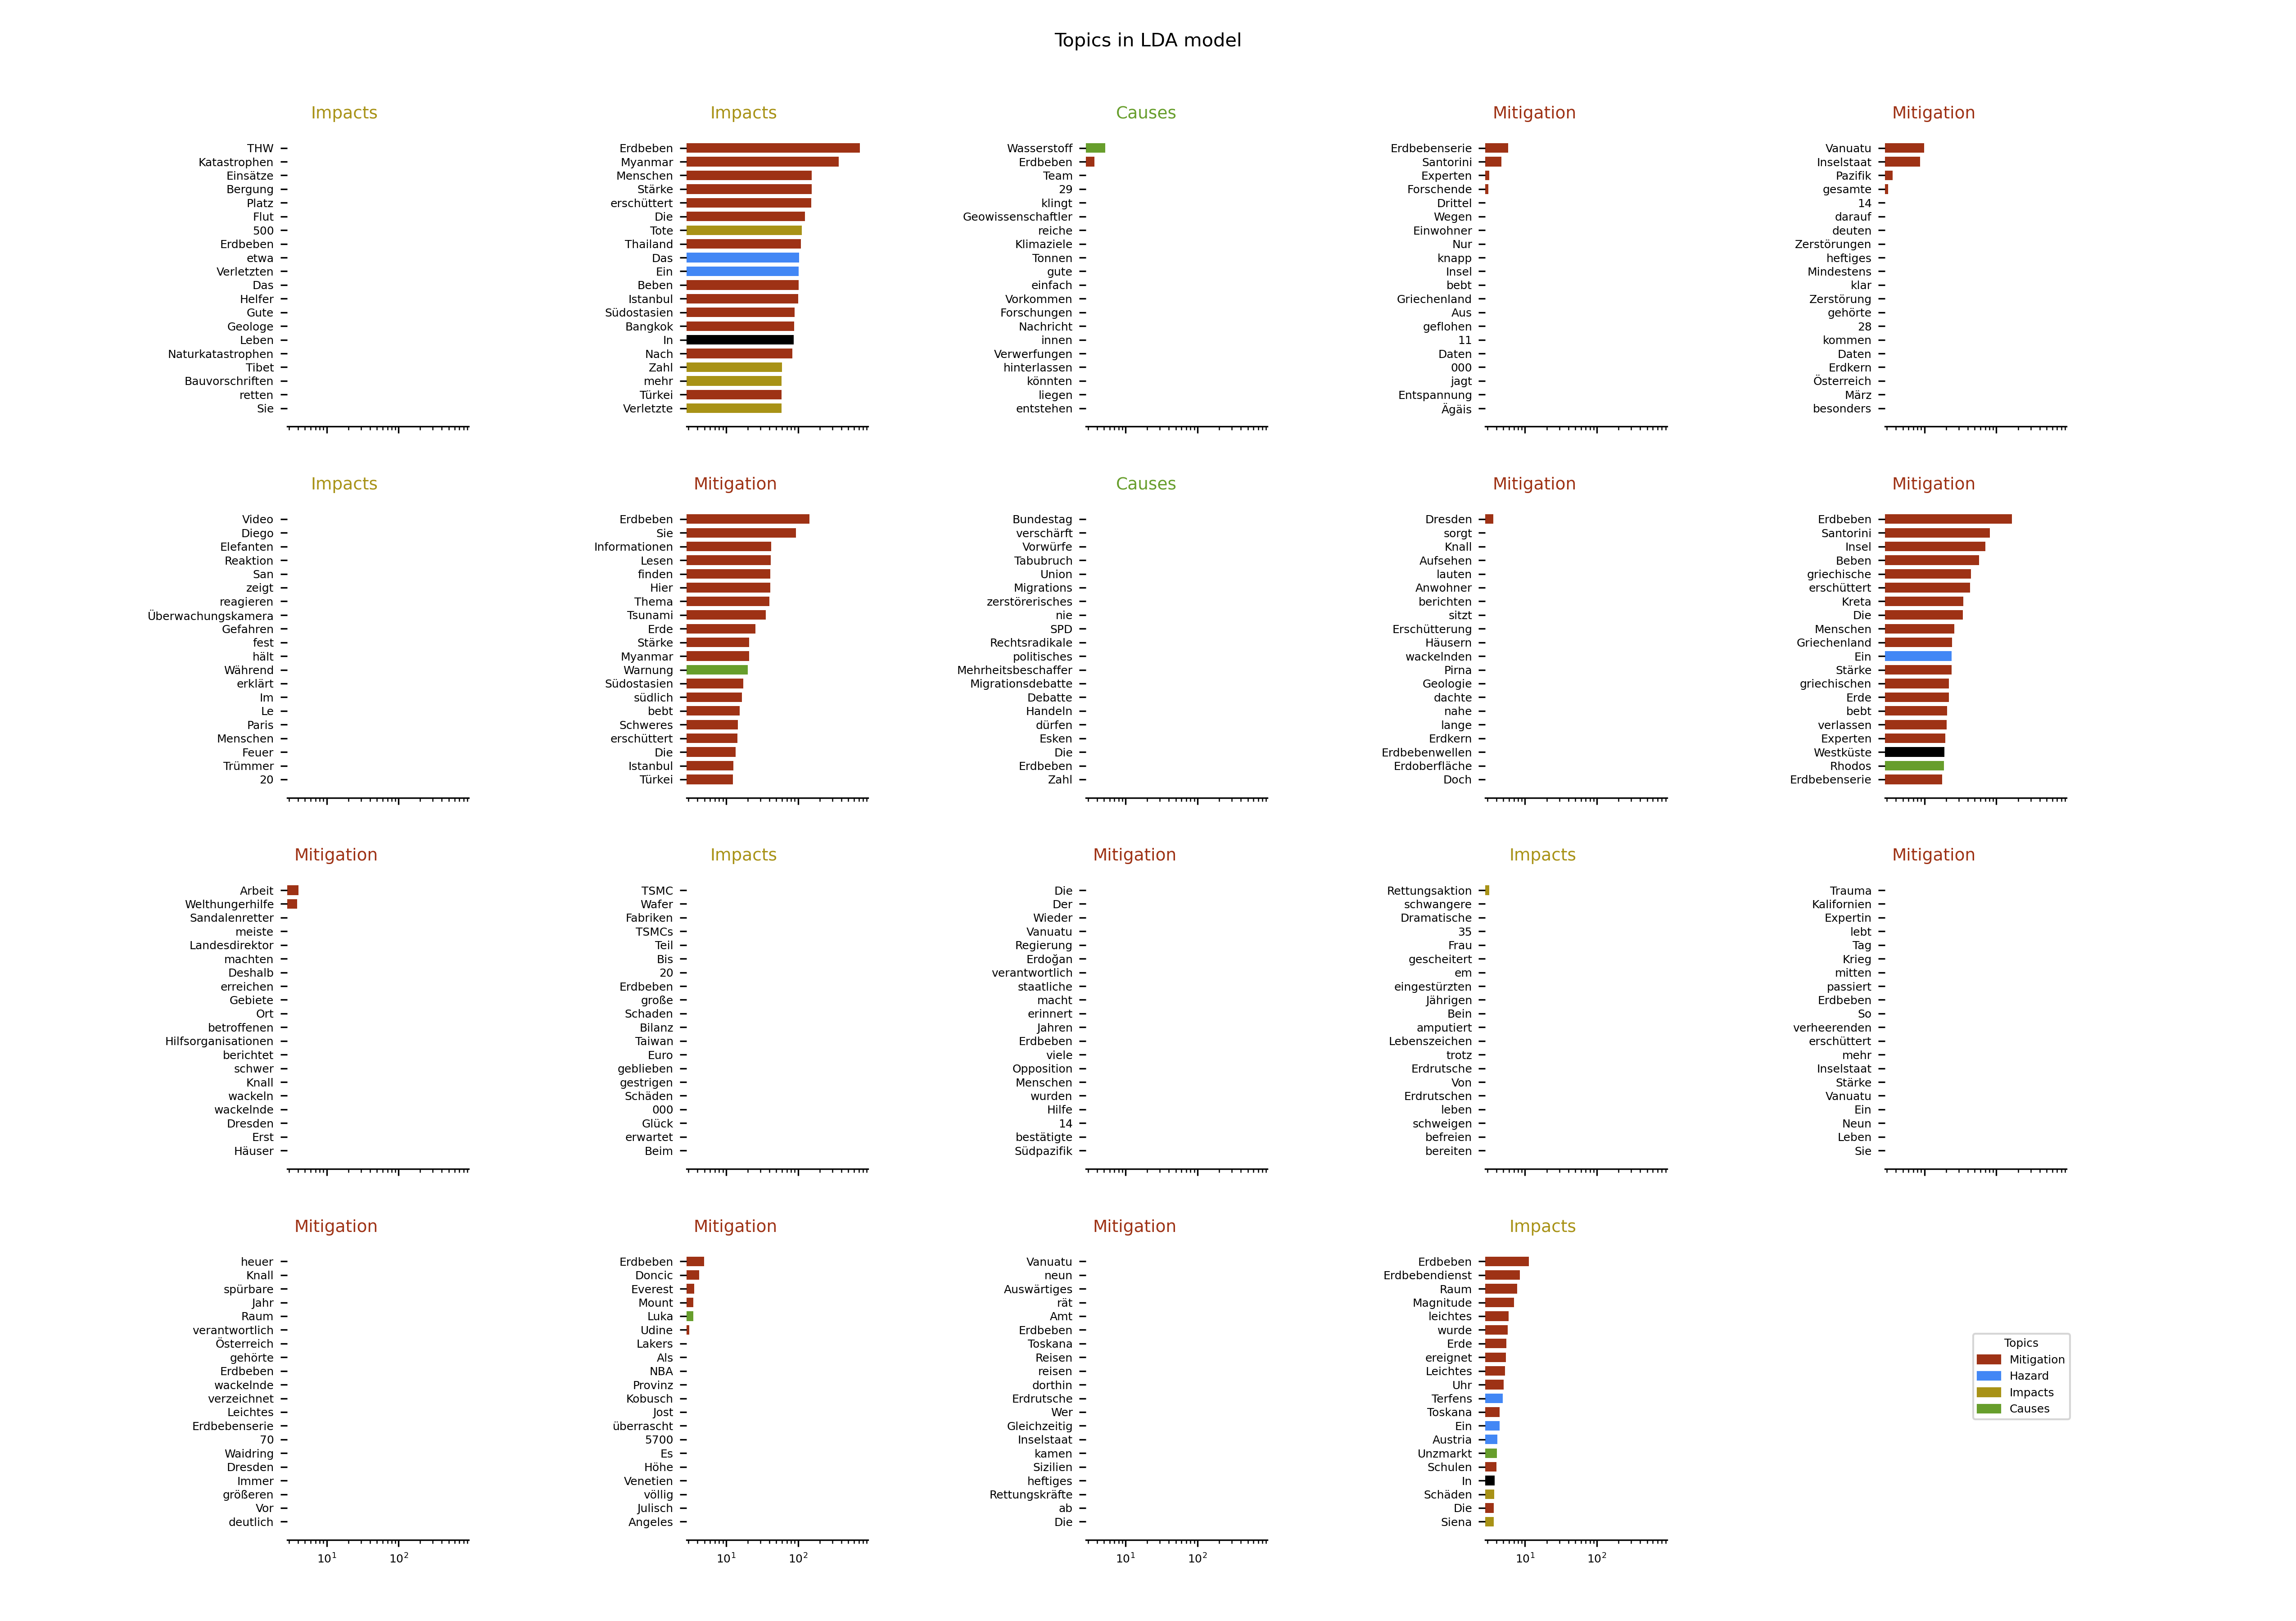 Topics in LDA model
Impacts
THW
Katastrophen
Einsätze
Bergung
Platz
Flut
500
Erdbeben
etwa
Verletzten
Das
Helfer
Gute
Geologe
Leben
Naturkatastrophen
Tibet
Bauvorschriften
retten
Sie
Impacts
Erdbeben
Myanmar
Menschen
Stärke
erschüttert
Die
Tote
Thailand
Das
Ein
Beben
Istanbul
Südostasien
Bangkok
In
Nach
Zahl
mehr
Türkei
Verletzte
Causes
Wasserstoff
Erdbeben
Team
29
klingt
Geowissenschaftler
reiche
Klimaziele
Tonnen
gute
einfach
Vorkommen
Forschungen
Nachricht
innen
Verwerfungen
hinterlassen
könnten
liegen
entstehen
Mitigation
Erdbebenserie
Santorini
Experten
Forschende
Drittel
Wegen
Einwohner
Nur
knapp
Insel
bebt
Griechenland
Aus
geflohen
11
Daten
000
jagt
Entspannung
Ägäis
Mitigation
Vanuatu
Inselstaat
Pazifik
gesamte
14
darauf
deuten
Zerstörungen
heftiges
Mindestens
klar
Zerstörung
gehörte
28
kommen
Daten
Erdkern
Österreich
März
besonders
Impacts
Video
Diego
Elefanten
Reaktion
San
zeigt
reagieren
Überwachungskamera
Gefahren
fest
hält
Während
erklärt
Im
Le
Paris
Menschen
Feuer
Trümmer
20
Mitigation
Erdbeben
Sie
Informationen
Lesen
finden
Hier
Thema
Tsunami
Erde
Stärke
Myanmar
Warnung
Südostasien
südlich
bebt
Schweres
erschüttert
Die
Istanbul
Türkei
Causes
Bundestag
verschärft
Vorwürfe
Tabubruch
Union
Migrations
zerstörerisches
nie
SPD
Rechtsradikale
politisches
Mehrheitsbeschaffer
Migrationsdebatte
Debatte
Handeln
dürfen
Esken
Die
Erdbeben
Zahl
Mitigation
Dresden
sorgt
Knall
Aufsehen
lauten
Anwohner
berichten
sitzt
Erschütterung
Häusern
wackelnden
Pirna
Geologie
dachte
nahe
lange
Erdkern
Erdbebenwellen
Erdoberfläche
Doch
Mitigation
Erdbeben
Santorini
Insel
Beben
griechische
erschüttert
Kreta
Die
Menschen
Griechenland
Ein
Stärke
griechischen
Erde
bebt
verlassen
Experten
Westküste
Rhodos
Erdbebenserie
Mitigation
Arbeit
Welthungerhilfe
Sandalenretter
meiste
Landesdirektor
machten
Deshalb
erreichen
Gebiete
Ort
betroffenen
Hilfsorganisationen
berichtet
schwer
Knall
wackeln
wackelnde
Dresden
Erst
Häuser
Impacts
TSMC
Wafer
Fabriken
TSMCs
Teil
Bis
20
Erdbeben
große
Schaden
Bilanz
Taiwan
Euro
geblieben
gestrigen
Schäden
000
Glück
erwartet
Beim
Mitigation
Die
Der
Wieder
Vanuatu
Regierung
Erdoğan
verantwortlich
staatliche
macht
erinnert
Jahren
Erdbeben
viele
Opposition
Menschen
wurden
Hilfe
14
bestätigte
Südpazifik
Impacts
Rettungsaktion
schwangere
Dramatische
35
Frau
gescheitert
em
eingestürzten
Jährigen
Bein
amputiert
Lebenszeichen
trotz
Erdrutsche
Von
Erdrutschen
leben
schweigen
befreien
bereiten
Mitigation
Trauma
Kalifornien
Expertin
lebt
Tag
Krieg
mitten
passiert
Erdbeben
So
verheerenden
erschüttert
mehr
Inselstaat
Stärke
Vanuatu
Ein
Neun
Leben
Sie
Mitigation
heuer
Knall
spürbare
Jahr
Raum
verantwortlich
Österreich
gehörte
Erdbeben
wackelnde
verzeichnet
Leichtes
Erdbebenserie
70
Waidring
Dresden
Immer
größeren
Vor
deutlich
10¹ 10²
Mitigation
Erdbeben
Doncic
Everest
Mount
Luka
Udine
Lakers
Als
NBA
Provinz
Kobusch
Jost
überrascht
5700
Es
Höhe
Venetien
völlig
Julisch
Angeles
10¹ 10²
Mitigation
Vanuatu
neun
Auswärtiges
rät
Amt
Erdbeben
Toskana
Reisen
reisen
dorthin
Erdrutsche
Wer
Gleichzeitig
Inselstaat
kamen
Sizilien
heftiges
Rettungskräfte
ab
Die
10¹ 10²
Impacts
Erdbeben
Erdbebendienst
Raum
Magnitude
leichtes
wurde
Erde
ereignet
Leichtes
Uhr
Terfens
Toskana
Ein
Austria
Unzmarkt
Schulen
In
Schäden
Die
Siena
10¹ 10²
Topics
Mitigation
Hazard
Impacts
Causes